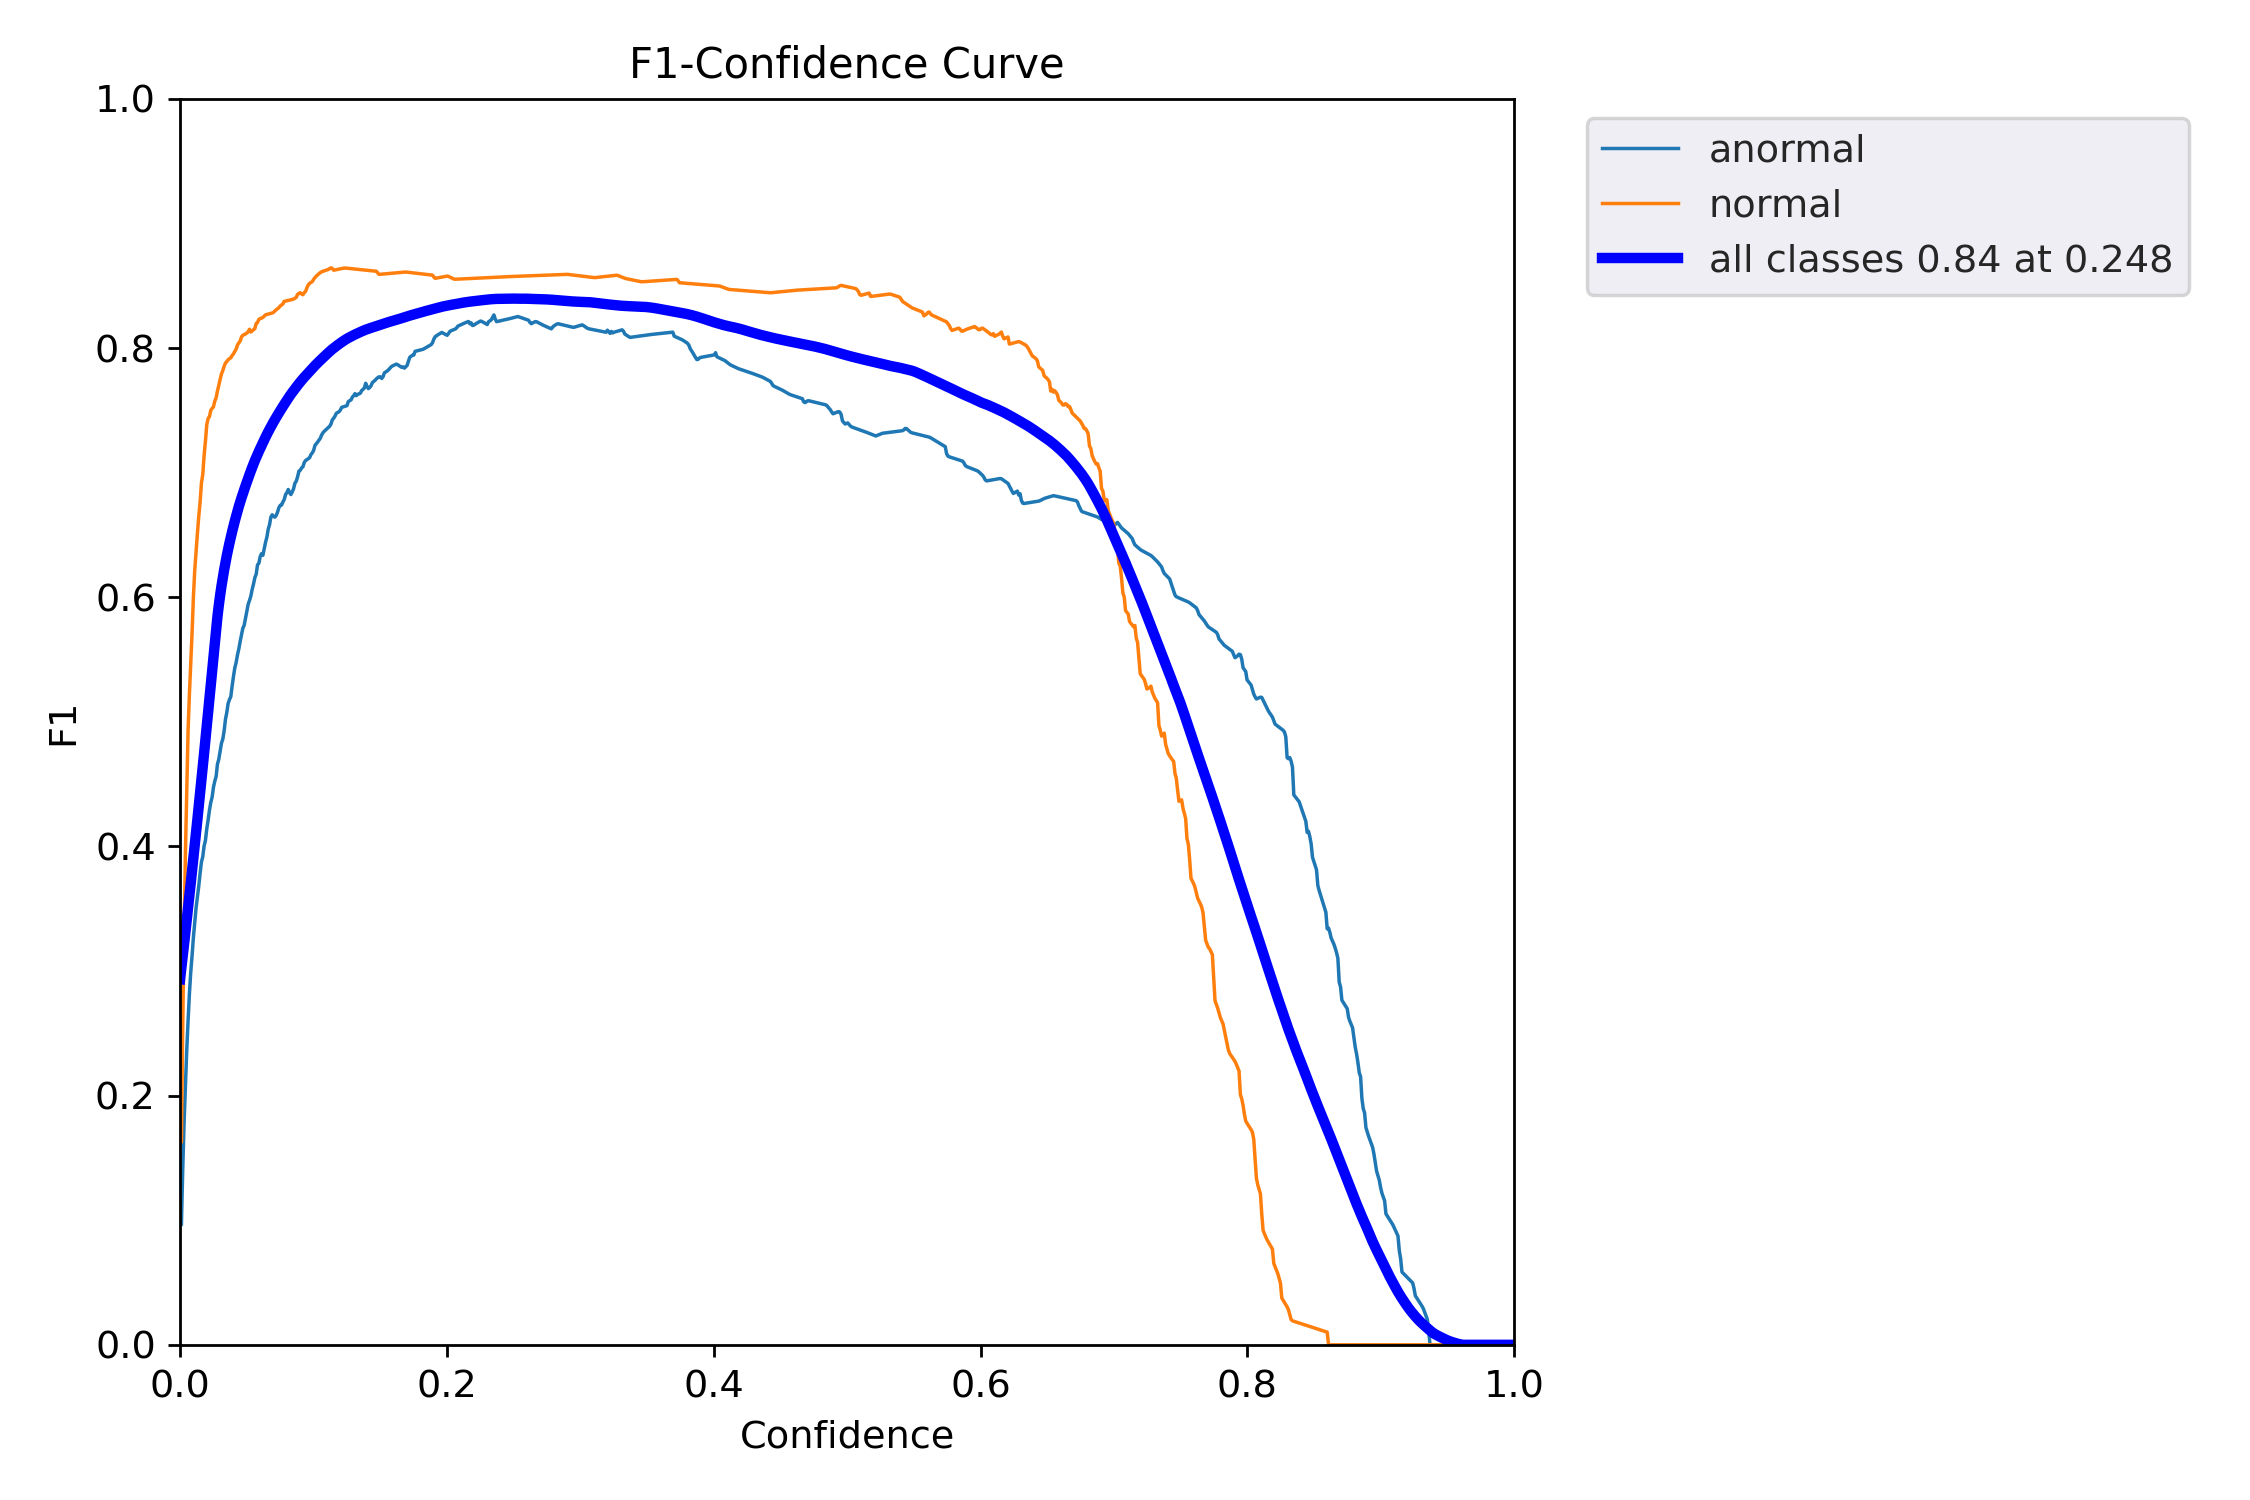 F1-Confidence Curve
1.0
0.8
0.6
0.4
0.2
0.0
F1
0.0 0.2 0.4 0.6 0.8 1.0
Confidence
anormal
normal
all classes 0.84 at 0.248